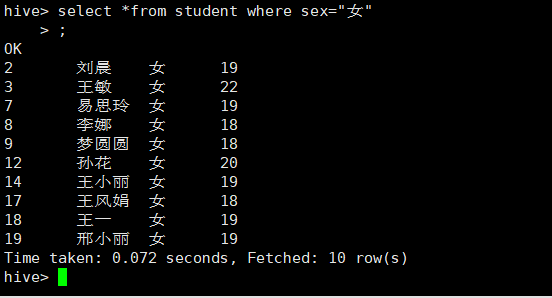 hive> select *from student where sex="女"
    > ;
OK
2	刘晨	女	19
3	王敏	女	22
7	易思玲	女	19
8	李娜	女	18
9	梦圆圆	女	18
12	孙花	女	20
14	王小丽	女	19
17	王风娟	女	18
18	王一	女	19
19	邢小丽	女	19
Time taken: 0.072 seconds, Fetched: 10 row(s)
hive>